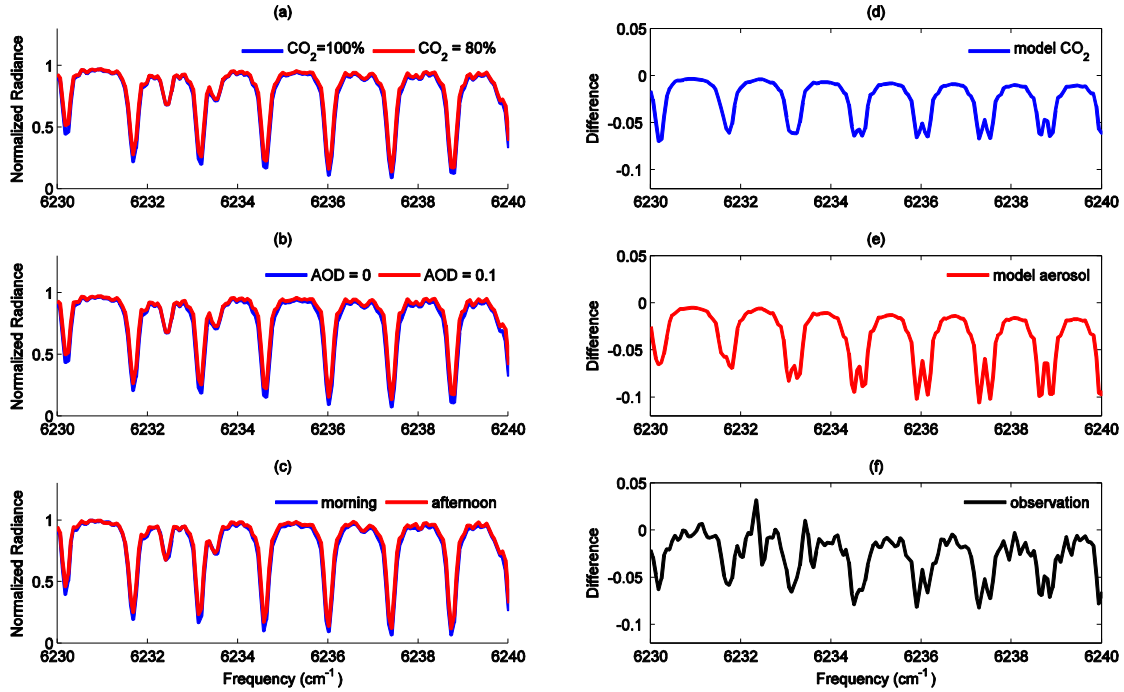 (a)
CO2=100% CO2 = 80%
Normalized Radiance
1
0.5
0
6230 6232 6234 6236 6238 6240
(b)
AOD = 0 AOD = 0.1
Normalized Radiance
1
0.5
0
6230 6232 6234 6236 6238 6240
(c)
morning afternoon
Normalized Radiance
1
0.5
0
6230 6232 6234 6236 6238 6240
Frequency (cm-1)
(d)
model CO2
Difference
0.05
0
-0.05
-0.1
6230 6232 6234 6236 6238 6240
(e)
model aerosol
Difference
0.05
0
-0.05
-0.1
6230 6232 6234 6236 6238 6240
(f)
observation
Difference
0.05
0
-0.05
-0.1
6230 6232 6234 6236 6238 6240
Frequency (cm-1)